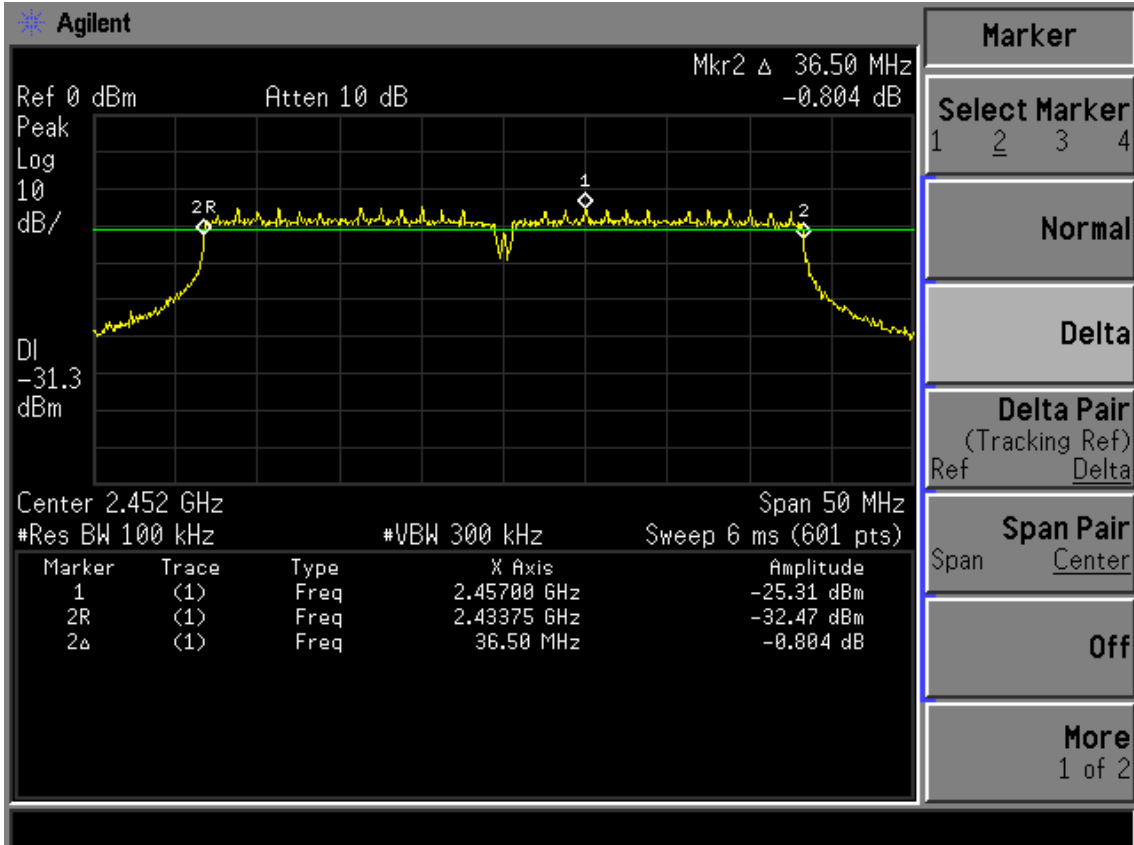 Agilent
Marker
Mkr2 Δ 36.50 MHz
Ref 0 dBm Atten 10 dB -0.804 dB
Peak
Log
10
dB/
1
2R
2
DI
-31.3
dBm
Center 2.452 GHz Span 50 MHz
#Res BW 100 kHz #VBW 300 kHz Sweep 6 ms (601 pts)
Marker Trace Type X Axis Amplitude
1 (1) Freq 2.45700 GHz -25.31 dBm
2R (1) Freq 2.43375 GHz -32.47 dBm
2Δ (1) Freq 36.50 MHz -0.804 dB
Select Marker
1 2 3 4
Normal
Delta
Delta Pair
(Tracking Ref)
Ref Delta
Span Pair
Span Center
Off
More
1 of 2